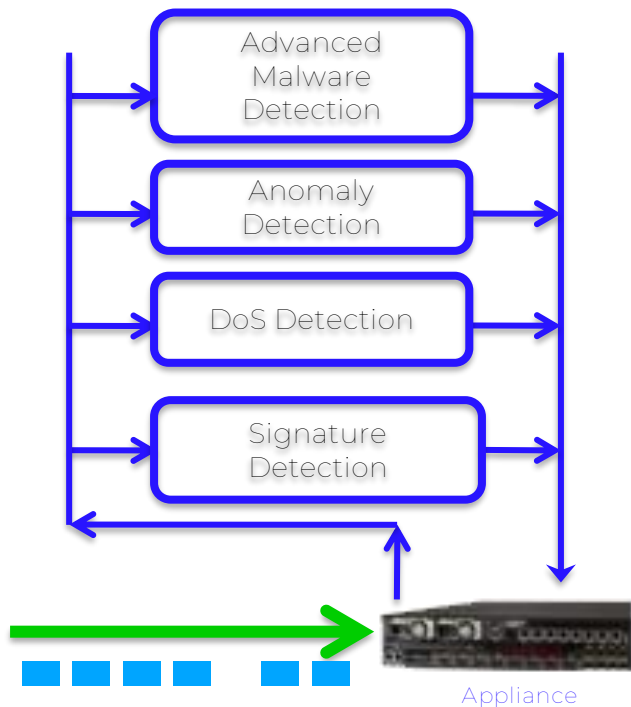 Advanced
Malware
Detection
Anomaly
Detection
DoS Detection
Signature
Detection
Appliance